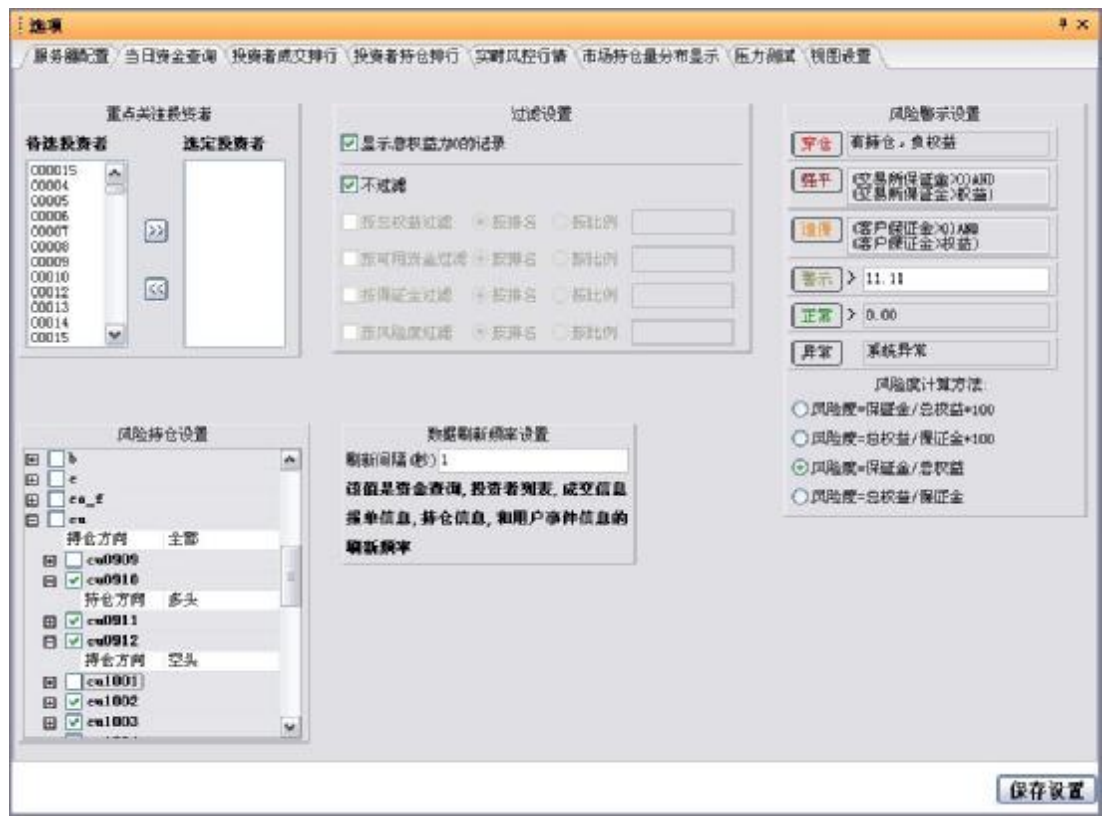 选项
服务器配置 当日资金查询 投资者成交排行 投资者持仓排行 实时风控行情 市场持仓量分布显示 压力测试 视图设置
重点关注投资者
待选投资者 选定投资者
C00015
C0004
C0005
C0006
C0007
C0008
C0009
C0010
C0012
C0013
C0014
C0015
>>
<<
过滤设置
显示总权益为0的记录
不过滤
按总权益过滤 按排名 按比例
按可用资金过滤 按排名 按比例
按保证金过滤 按排名 按比例
按风险度过滤 按排名 按比例
风险警示设置
穿仓 有持仓，负权益
强平 (交易所保证金>0)AND
(交易所保证金>权益)
追保 (客户保证金>0)AND
(客户保证金>权益)
警示 >
正常 > 0.00
异常 系统异常
风险度计算方法:
风险度=保证金/总权益*100
风险度=总权益/保证金*100
风险度=保证金/总权益
风险度=总权益/保证金
风险持仓设置
b
c
cu
持仓方向 全部
cu0909
cu0910
持仓方向 多头
cu0911
cu0912
持仓方向 空头
cu1001
cu1002
cu1003
数据刷新频率设置
刷新间隔(秒) 1
该值是资金查询,投资者列表,成交信息
报单信息,持仓信息,和用户事件信息的
刷新频率
保存设置